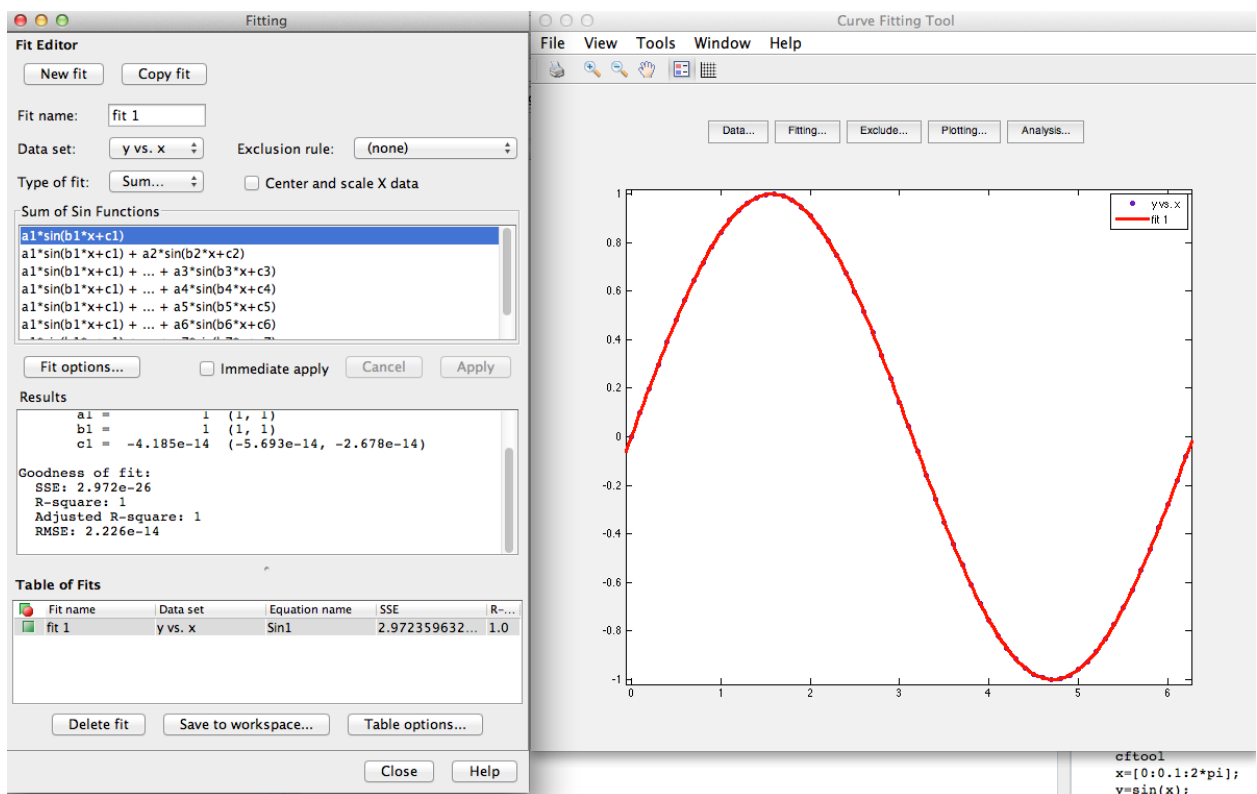 Fitting
Fit Editor
New fit Copy fit
Fit name: fit 1
Data set: y vs. x Exclusion rule: (none)
Type of fit: Sum... Center and scale X data
Sum of Sin Functions
a1*sin(b1*x+c1)
a1*sin(b1*x+c1) + a2*sin(b2*x+c2)
a1*sin(b1*x+c1) + ... + a3*sin(b3*x+c3)
a1*sin(b1*x+c1) + ... + a4*sin(b4*x+c4)
a1*sin(b1*x+c1) + ... + a5*sin(b5*x+c5)
a1*sin(b1*x+c1) + ... + a6*sin(b6*x+c6)
Fit options... Immediate apply Cancel Apply
Results
a1 = 1 (1, 1)
b1 = 1 (1, 1)
c1 = -4.185e-14 (-5.693e-14, -2.678e-14)
Goodness of fit:
SSE: 2.972e-26
R-square: 1
Adjusted R-square: 1
RMSE: 2.226e-14
Table of Fits
Fit name Data set Equation name SSE R-...
fit 1 y vs. x Sin1 2.972359632... 1.0
Delete fit Save to workspace... Table options...
Close Help
Curve Fitting Tool
File View Tools Window Help
Data... Fitting... Exclude... Plotting... Analysis...
y vs. x
fit 1
1
0.8
0.6
0.4
0.2
0
-0.2
-0.4
-0.6
-0.8
-1
0 1 2 3 4 5 6
cftool
x=[0:0.1:2*pi];
y=sin(x);